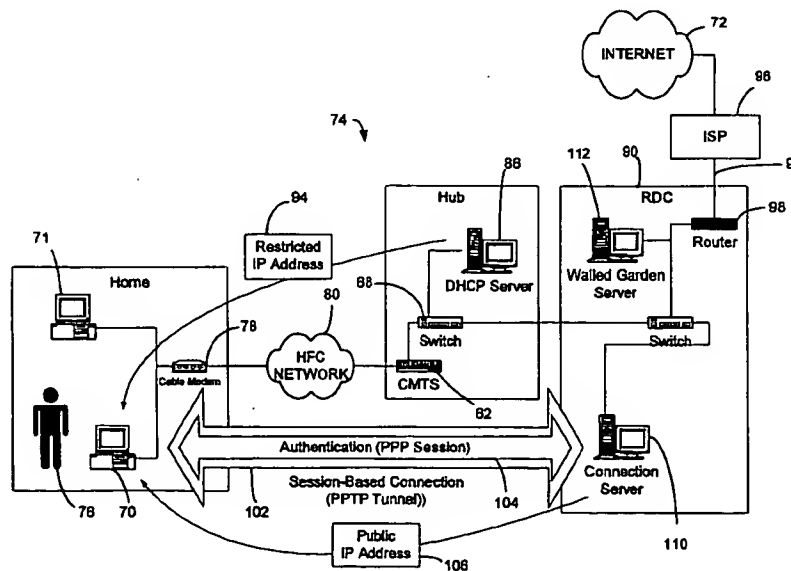 72
INTERNET
96
ISP
74
86
112
90
9
Hub
RDC
94
98
Restricted
IP Address
Router
71
Home
DHCP Server
Walled Garden
Server
88
80
78
Switch
Switch
HFC
NETWORK
Cable Modem
CMTS
82
Authentication (PPP Session)
Connection
Server
Session-Based Connection
(PPTP Tunnel))
76
70
102
104
110
Public
IP Address
106